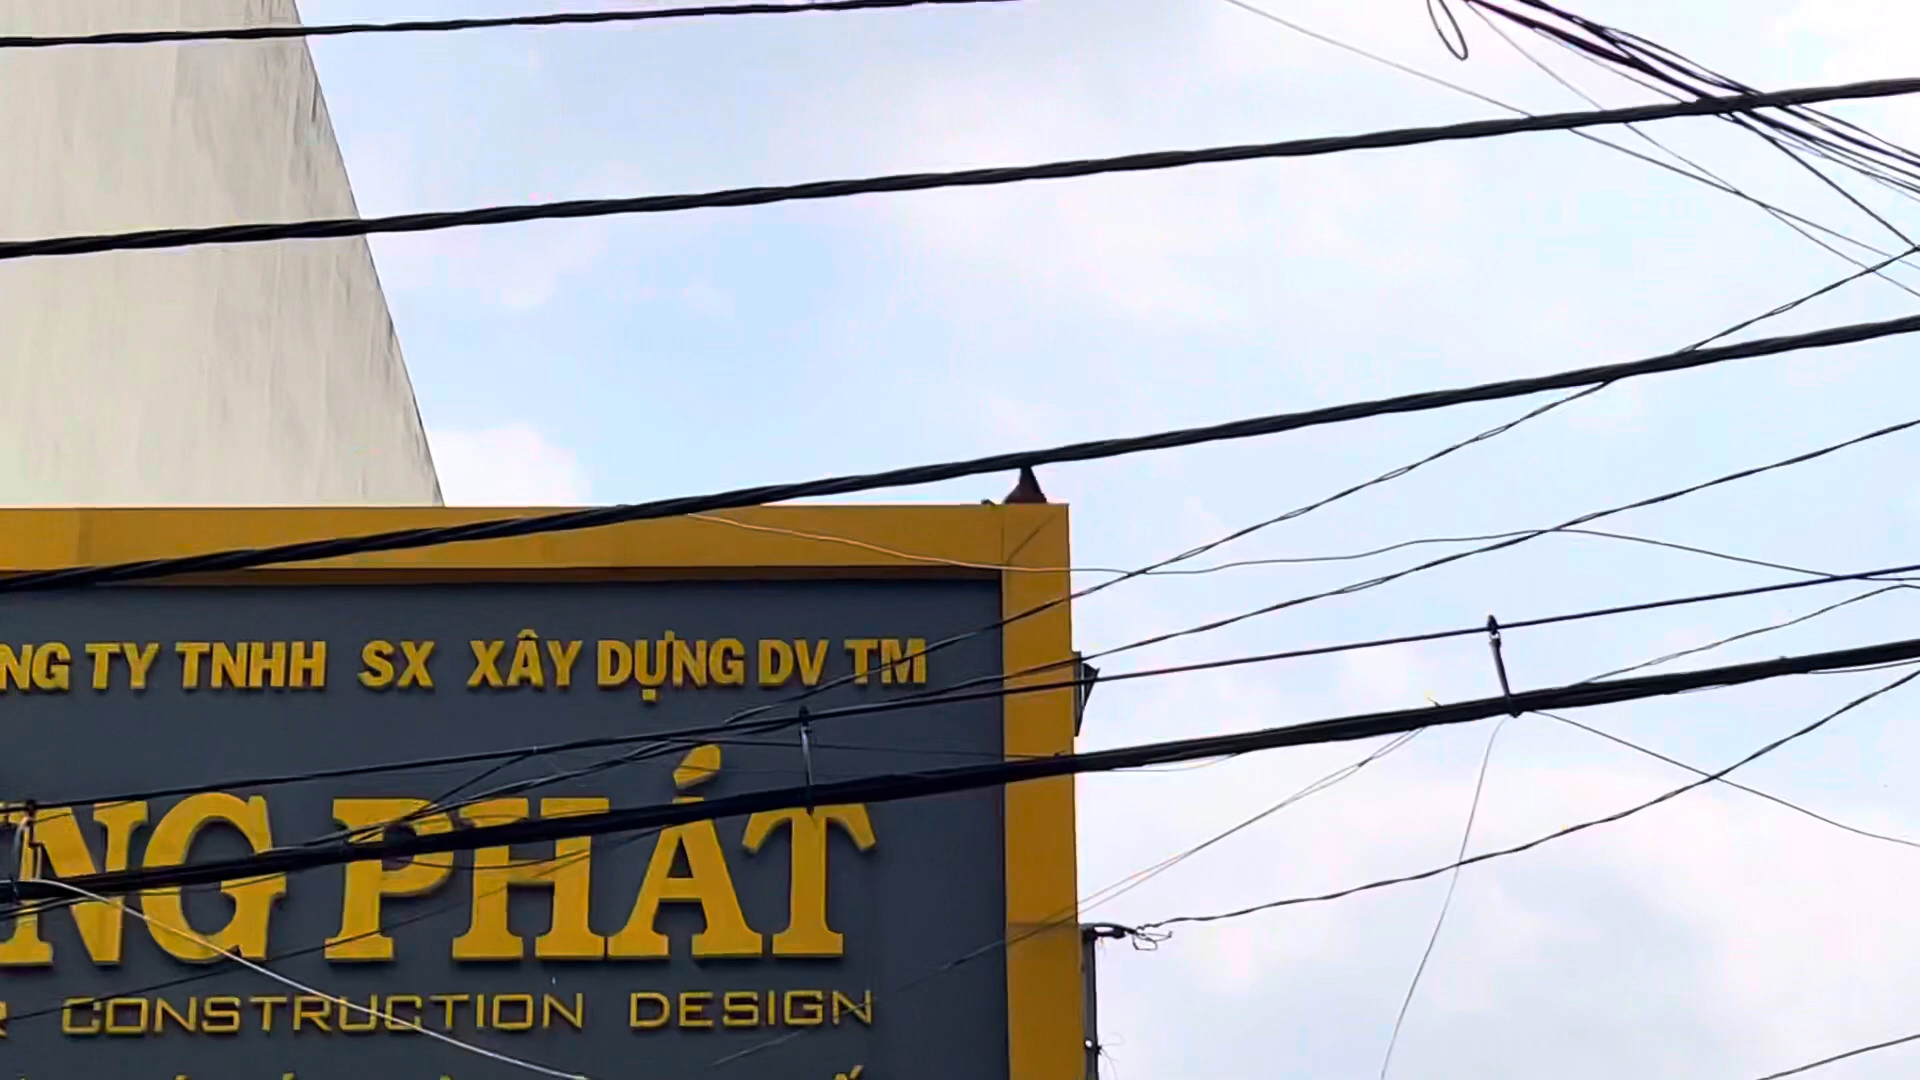 NG TY TNHH SX XÂY DỰNG DV TM
NG PHÁT
CONSTRUCTION DESIGN